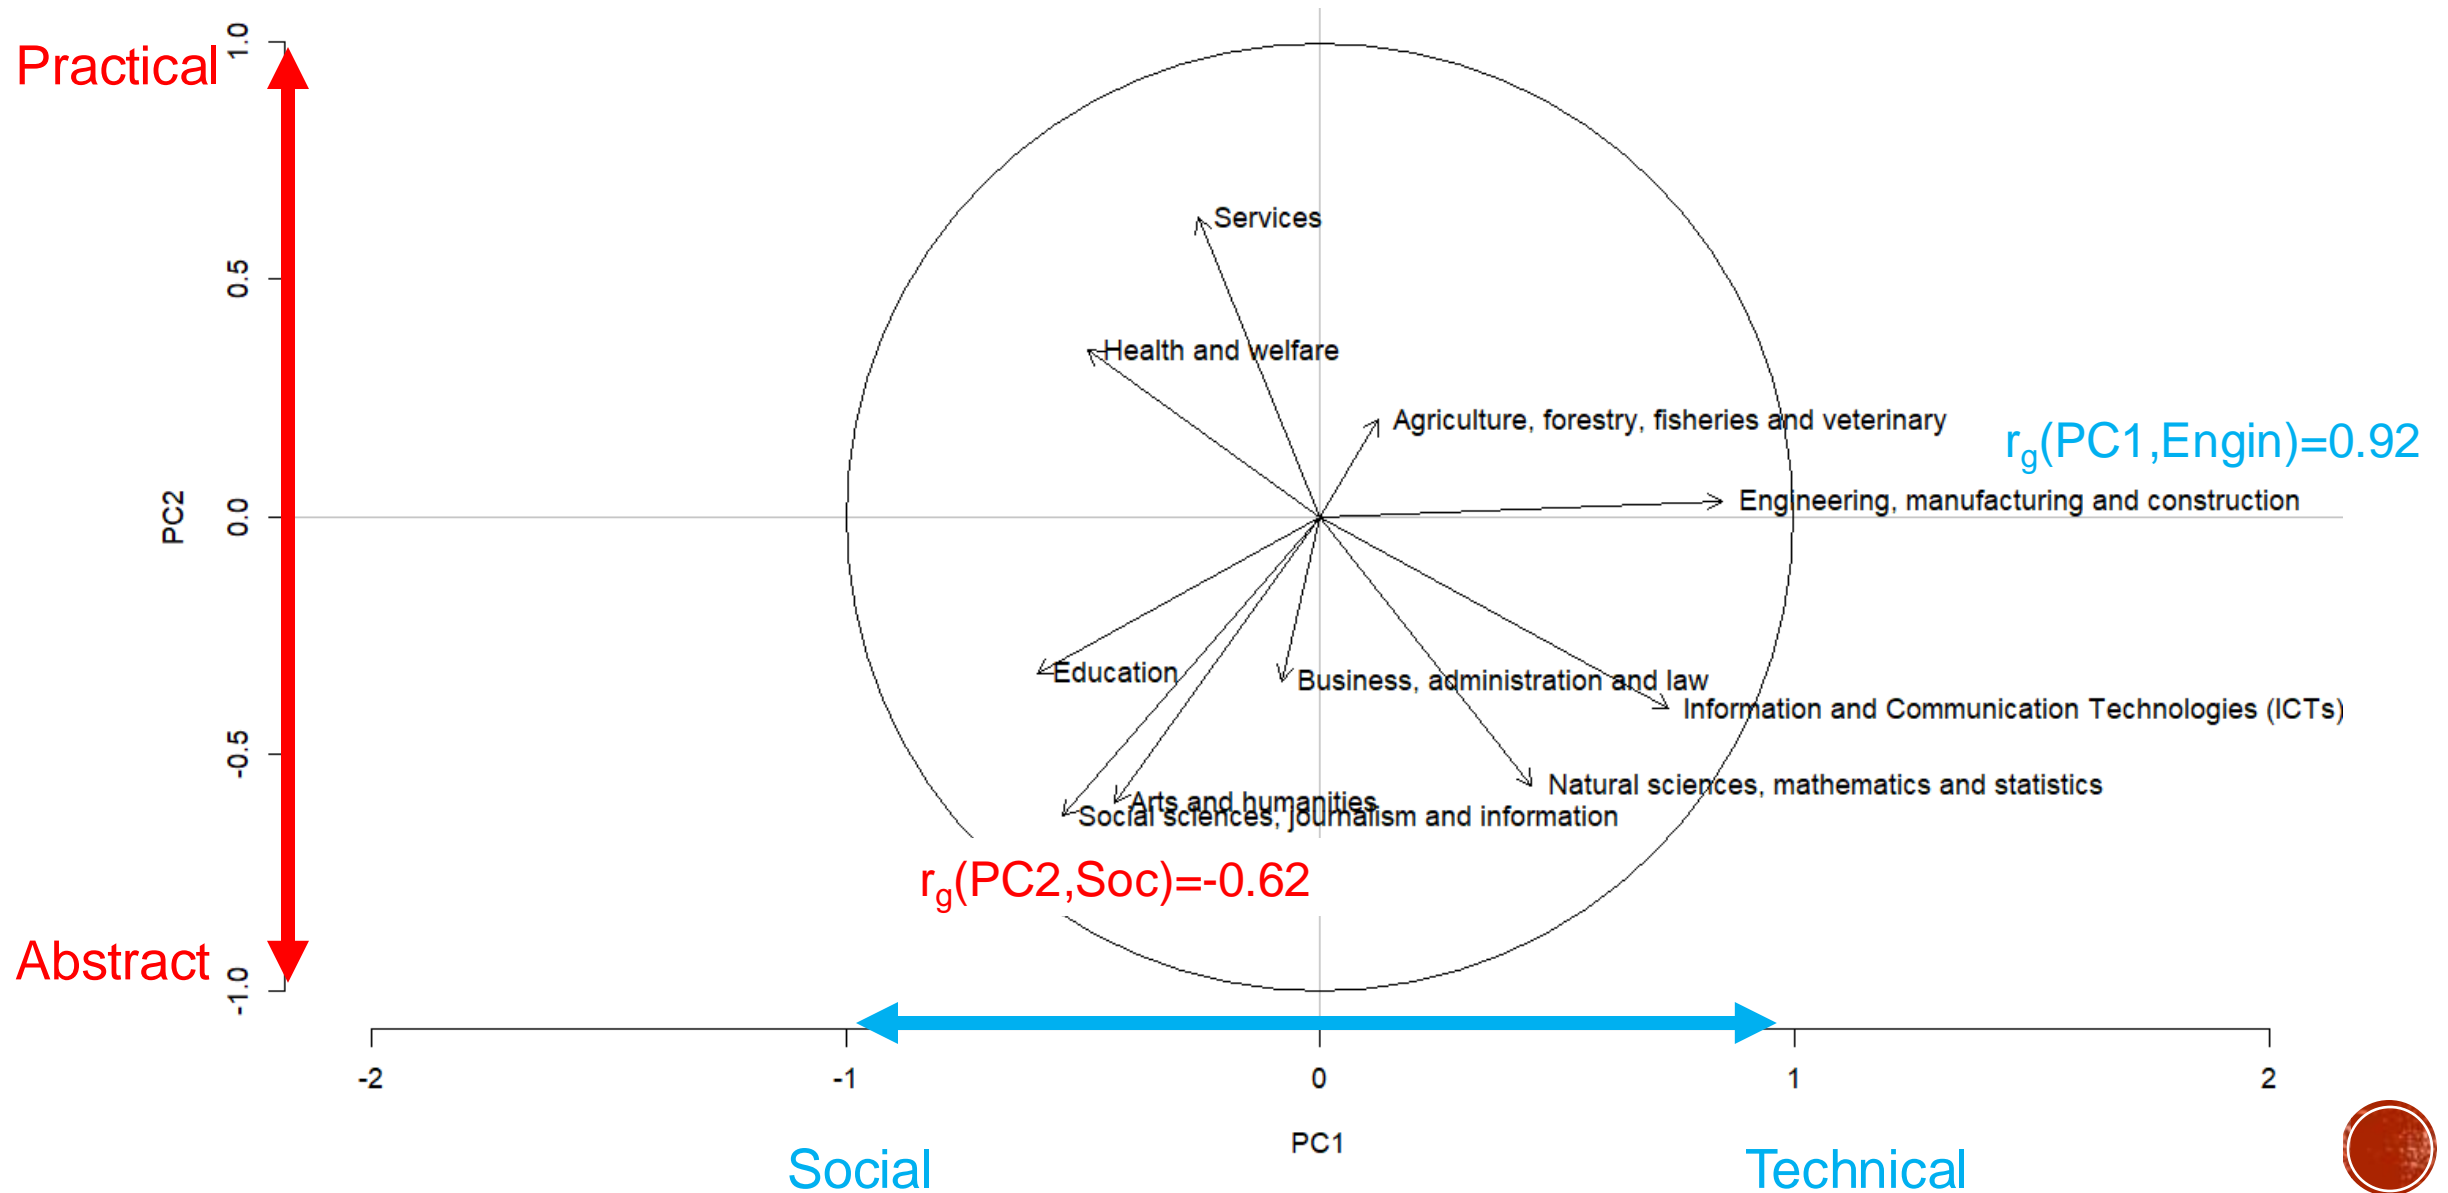 Practical
1.0
Services
0.5
Health and welfare
Agriculture, forestry, fisheries and veterinary
rg(PC1,Engin)=0.92
Engineering, manufacturing and construction
PC2
0.0
Education
Business, administration and law
Information and Communication Technologies (ICTs)
-0.5
Natural sciences, mathematics and statistics
Arts and humanities
Social sciences, journalism and information
rg(PC2,Soc)=-0.62
Abstract
-1.0
-2 -1 0 1 2
PC1
Social Technical